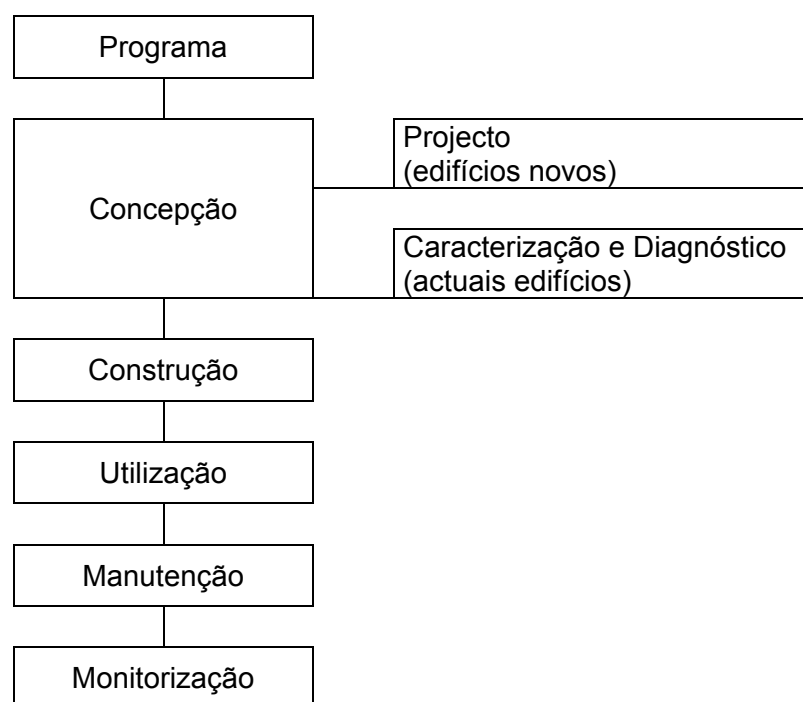 Programa
Projecto
(edifícios novos)
Concepção
Caracterização e Diagnóstico
(actuais edifícios)
Construção
Utilização
Manutenção
Monitorização